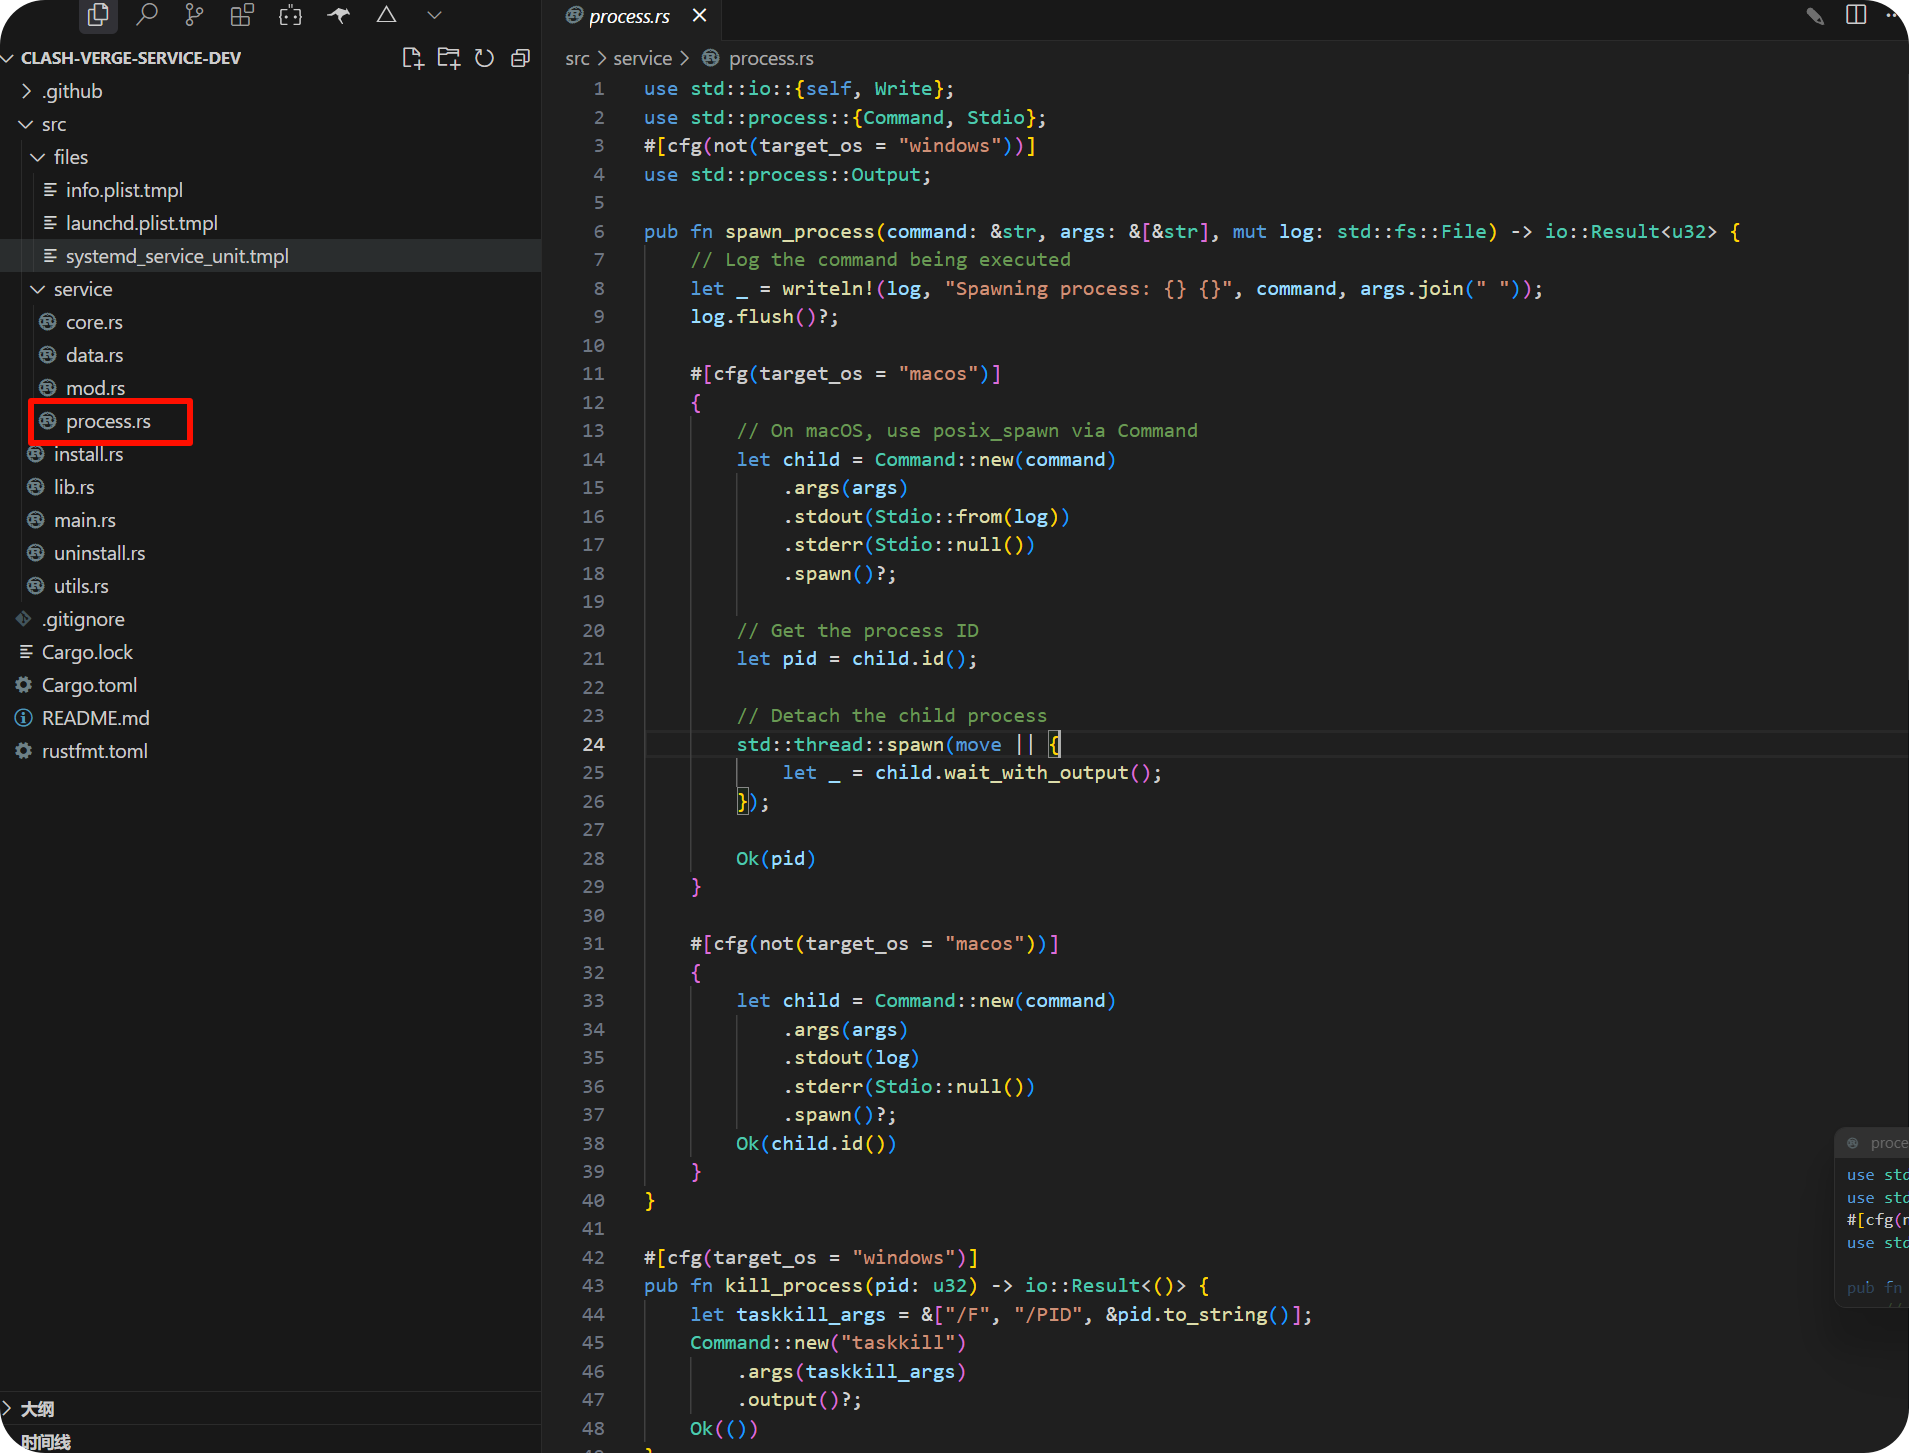 CLASH-VERGE-SERVICE-DEV
.github
src
files
info.plist.tmpl
launchd.plist.tmpl
systemd_service_unit.tmpl
service
core.rs
data.rs
mod.rs
process.rs
install.rs
lib.rs
main.rs
uninstall.rs
utils.rs
.gitignore
Cargo.lock
Cargo.toml
README.md
rustfmt.toml
大纲
时间线
process.rs
src > service > process.rs
1 use std::io::{self, Write};
2 use std::process::{Command, Stdio};
3 #[cfg(not(target_os = "windows"))]
4 use std::process::Output;
5
6 pub fn spawn_process(command: &str, args: &[&str], mut log: std::fs::File) -> io::Result<u32> {
7     // Log the command being executed
8     let _ = writeln!(log, "Spawning process: {} {}", command, args.join(" "));
9     log.flush()?;
10
11     #[cfg(target_os = "macos")]
12     {
13         // On macOS, use posix_spawn via Command
14         let child = Command::new(command)
15             .args(args)
16             .stdout(Stdio::from(log))
17             .stderr(Stdio::null())
18             .spawn()?;
19
20         // Get the process ID
21         let pid = child.id();
22
23         // Detach the child process
24         std::thread::spawn(move || {
25             let _ = child.wait_with_output();
26         });
27
28         Ok(pid)
29     }
30
31     #[cfg(not(target_os = "macos"))]
32     {
33         let child = Command::new(command)
34             .args(args)
35             .stdout(log)
36             .stderr(Stdio::null())
37             .spawn()?;
38         Ok(child.id())
39     }
40 }
41
42 #[cfg(target_os = "windows")]
43 pub fn kill_process(pid: u32) -> io::Result<()> {
44     let taskkill_args = &["/F", "/PID", &pid.to_string()];
45     Command::new("taskkill")
46         .args(taskkill_args)
47         .output()?;
48     Ok(())
proce
use std
use std
#[cfg(n
use std
pub fn